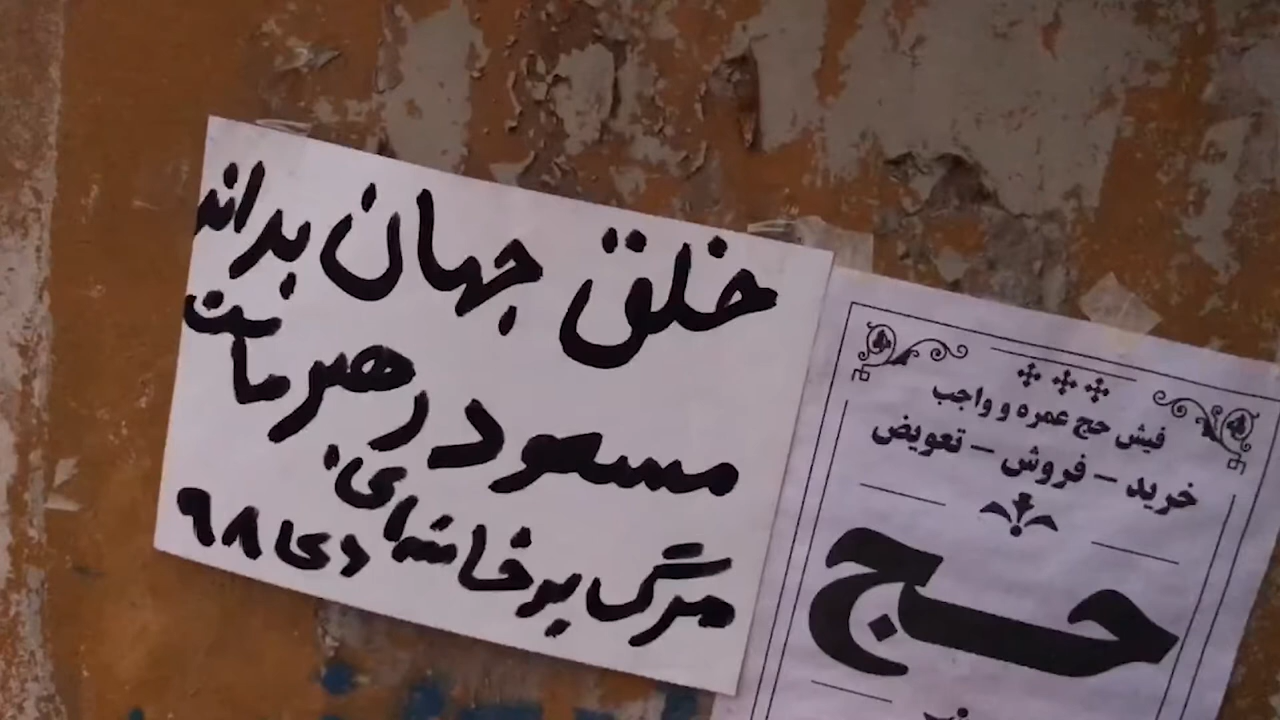 خلق جهان بداند
مسعود رهبر ماست
مرگ بر خامنه‌ای
دی ۹۸
فیش حج عمره و واجب
خرید – فروش – تعویض
حج